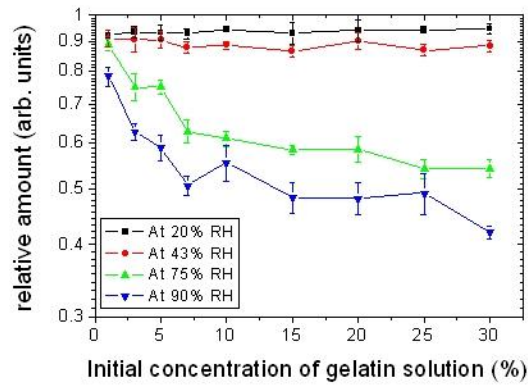 relative amount (arb. units)
1
0.9
0.8
0.7
0.6
0.5
0.4
0.3
At 20% RH
At 43% RH
At 75% RH
At 90% RH
0 5 10 15 20 25 30
Initial concentration of gelatin solution (%)